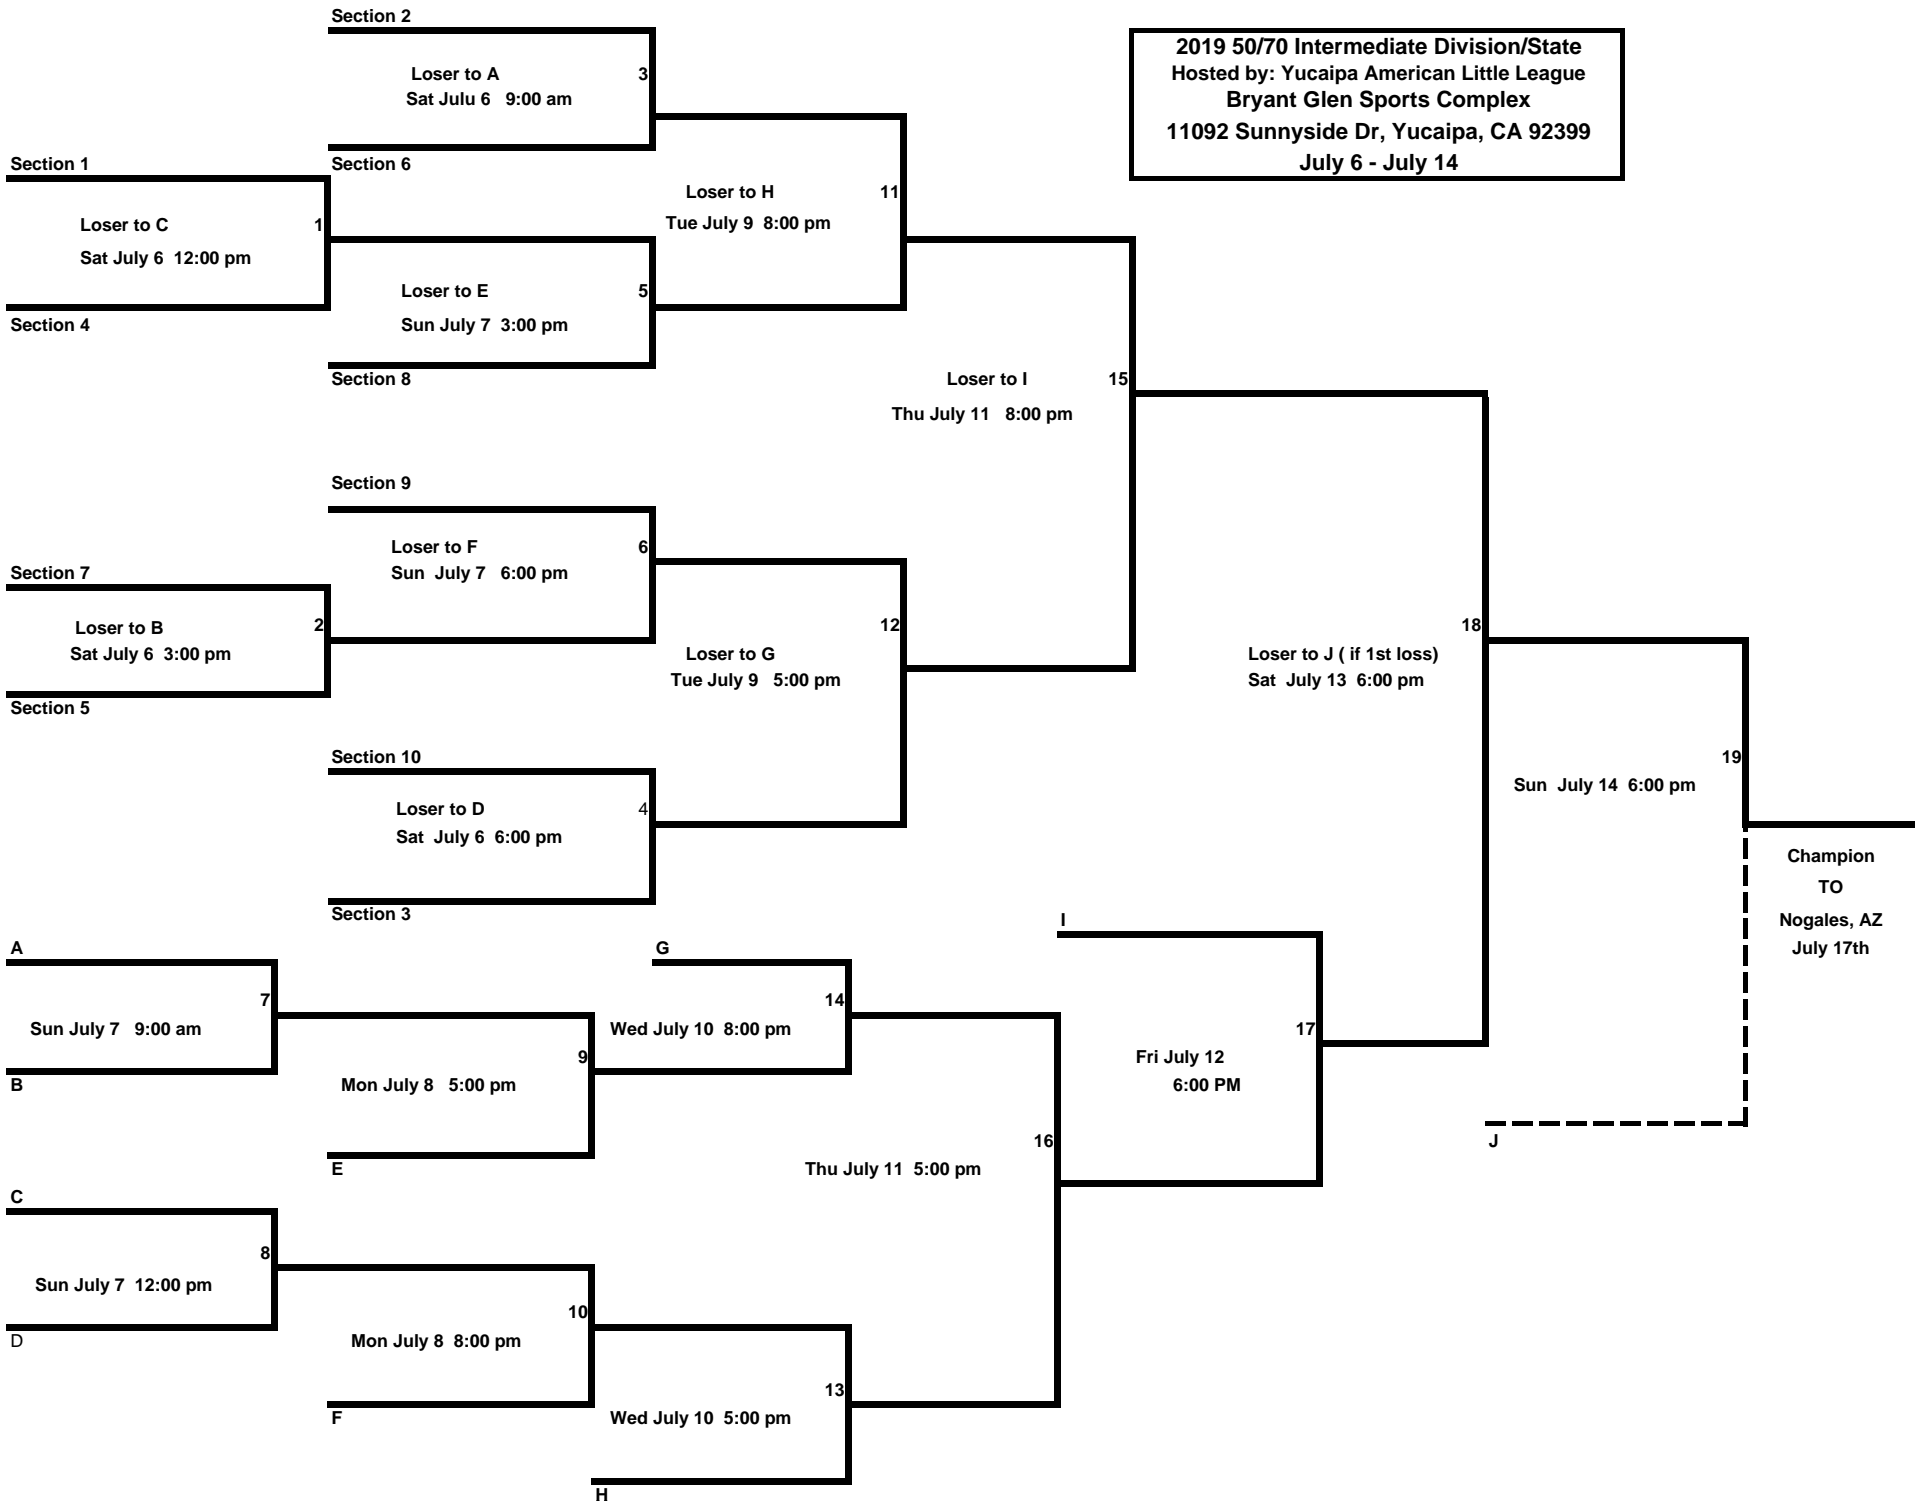 Section 2
2019 50/70 Intermediate Division/State
Hosted by: Yucaipa American Little League
Bryant Glen Sports Complex
11092 Sunnyside Dr, Yucaipa, CA 92399
July 6 - July 14
Loser to A
3
Sat Julu 6 9:00 am
Section 1
Section 6
Loser to H
11
Tue July 9 8:00 pm
Loser to C
1
Sat July 6 12:00 pm
Loser to E
5
Sun July 7 3:00 pm
Section 4
Section 8
Loser to I
15
Thu July 11 8:00 pm
Section 9
Loser to F
6
Sun July 7 6:00 pm
Section 7
Loser to B
2
Sat July 6 3:00 pm
12
Loser to G
Tue July 9 5:00 pm
18
Loser to J ( if 1st loss)
Sat July 13 6:00 pm
Section 5
Section 10
19
Sun July 14 6:00 pm
Loser to D
4
Sat July 6 6:00 pm
Champion
TO
Nogales, AZ
July 17th
Section 3
I
A
G
7
14
Sun July 7 9:00 am
Wed July 10 8:00 pm
17
B
9
Mon July 8 5:00 pm
Fri July 12
6:00 PM
16
J
E
Thu July 11 5:00 pm
C
8
Sun July 7 12:00 pm
10
D
Mon July 8 8:00 pm
13
F
Wed July 10 5:00 pm
H